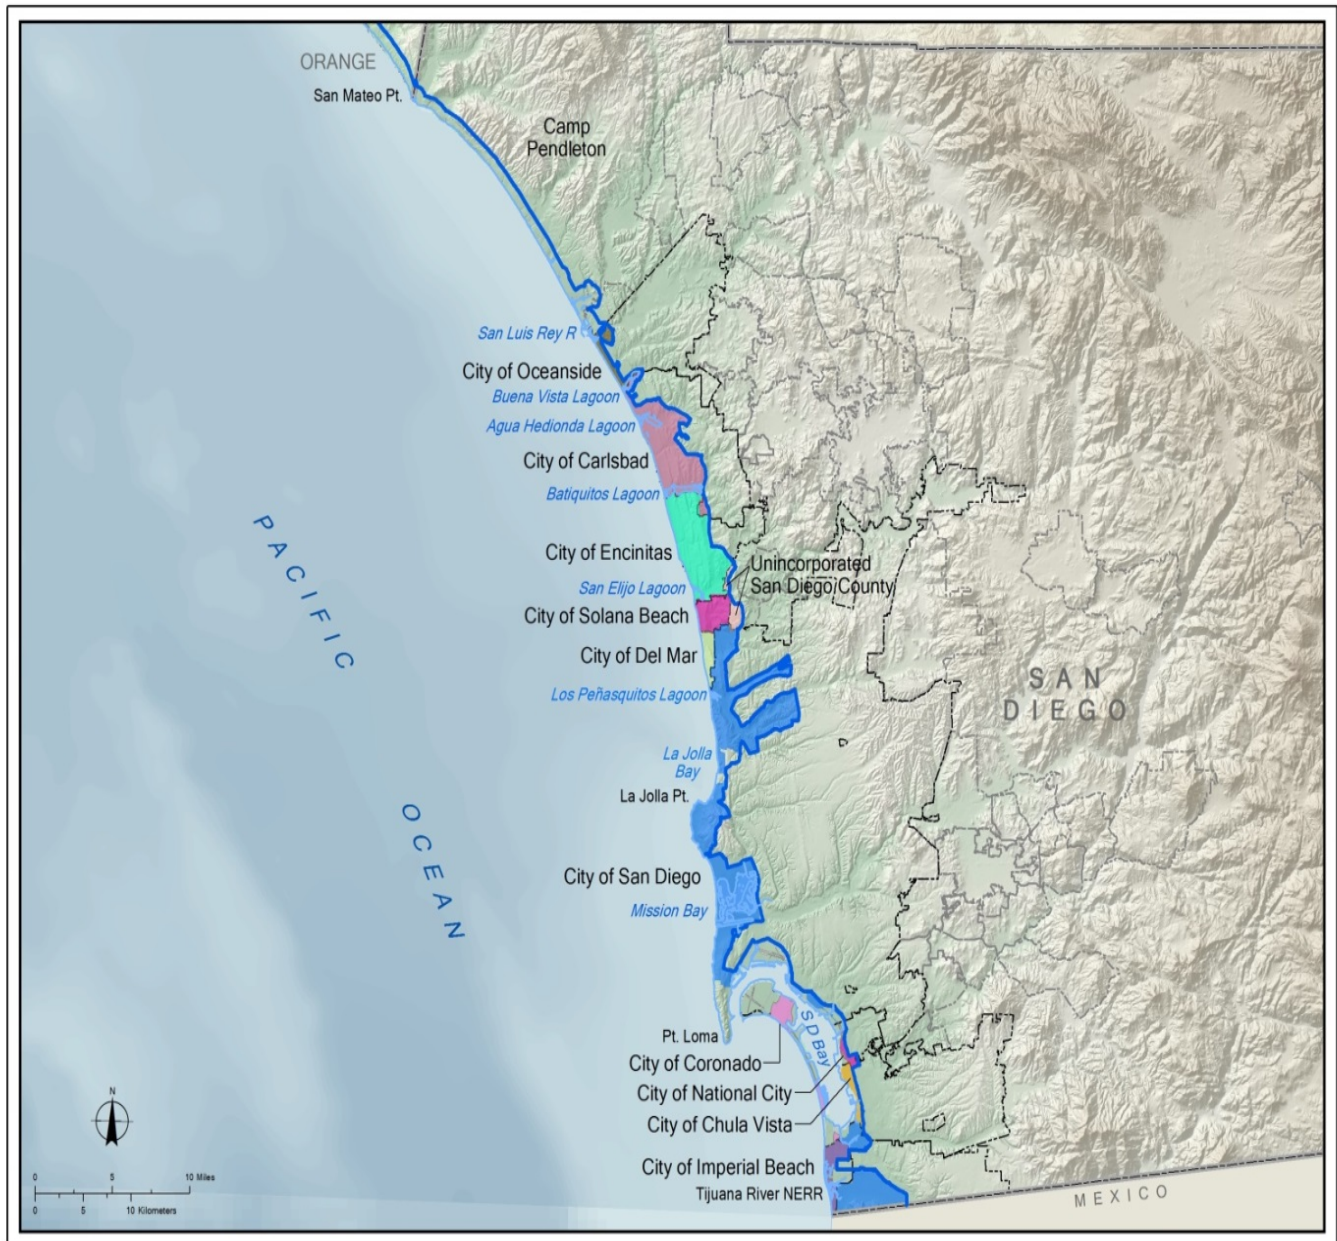 ORANGE
San Mateo Pt.
Camp
Pendleton
San Luis Rey R
City of Oceanside
Buena Vista Lagoon
Agua Hedionda Lagoon
City of Carlsbad
Batiquitos Lagoon
PACIFIC
City of Encinitas
Unincorporated
San Diego County
San Elijo Lagoon
City of Solana Beach
City of Del Mar
SAN
DIEGO
Los Peñasquitos Lagoon
La Jolla
Bay
La Jolla Pt.
OCEAN
City of San Diego
Mission Bay
S D Bay
Pt. Loma
City of Coronado
City of National City
N
City of Chula Vista
City of Imperial Beach
0 5 10 Miles
Tijuana River NERR
MEXICO
0 5 10 Kilometers